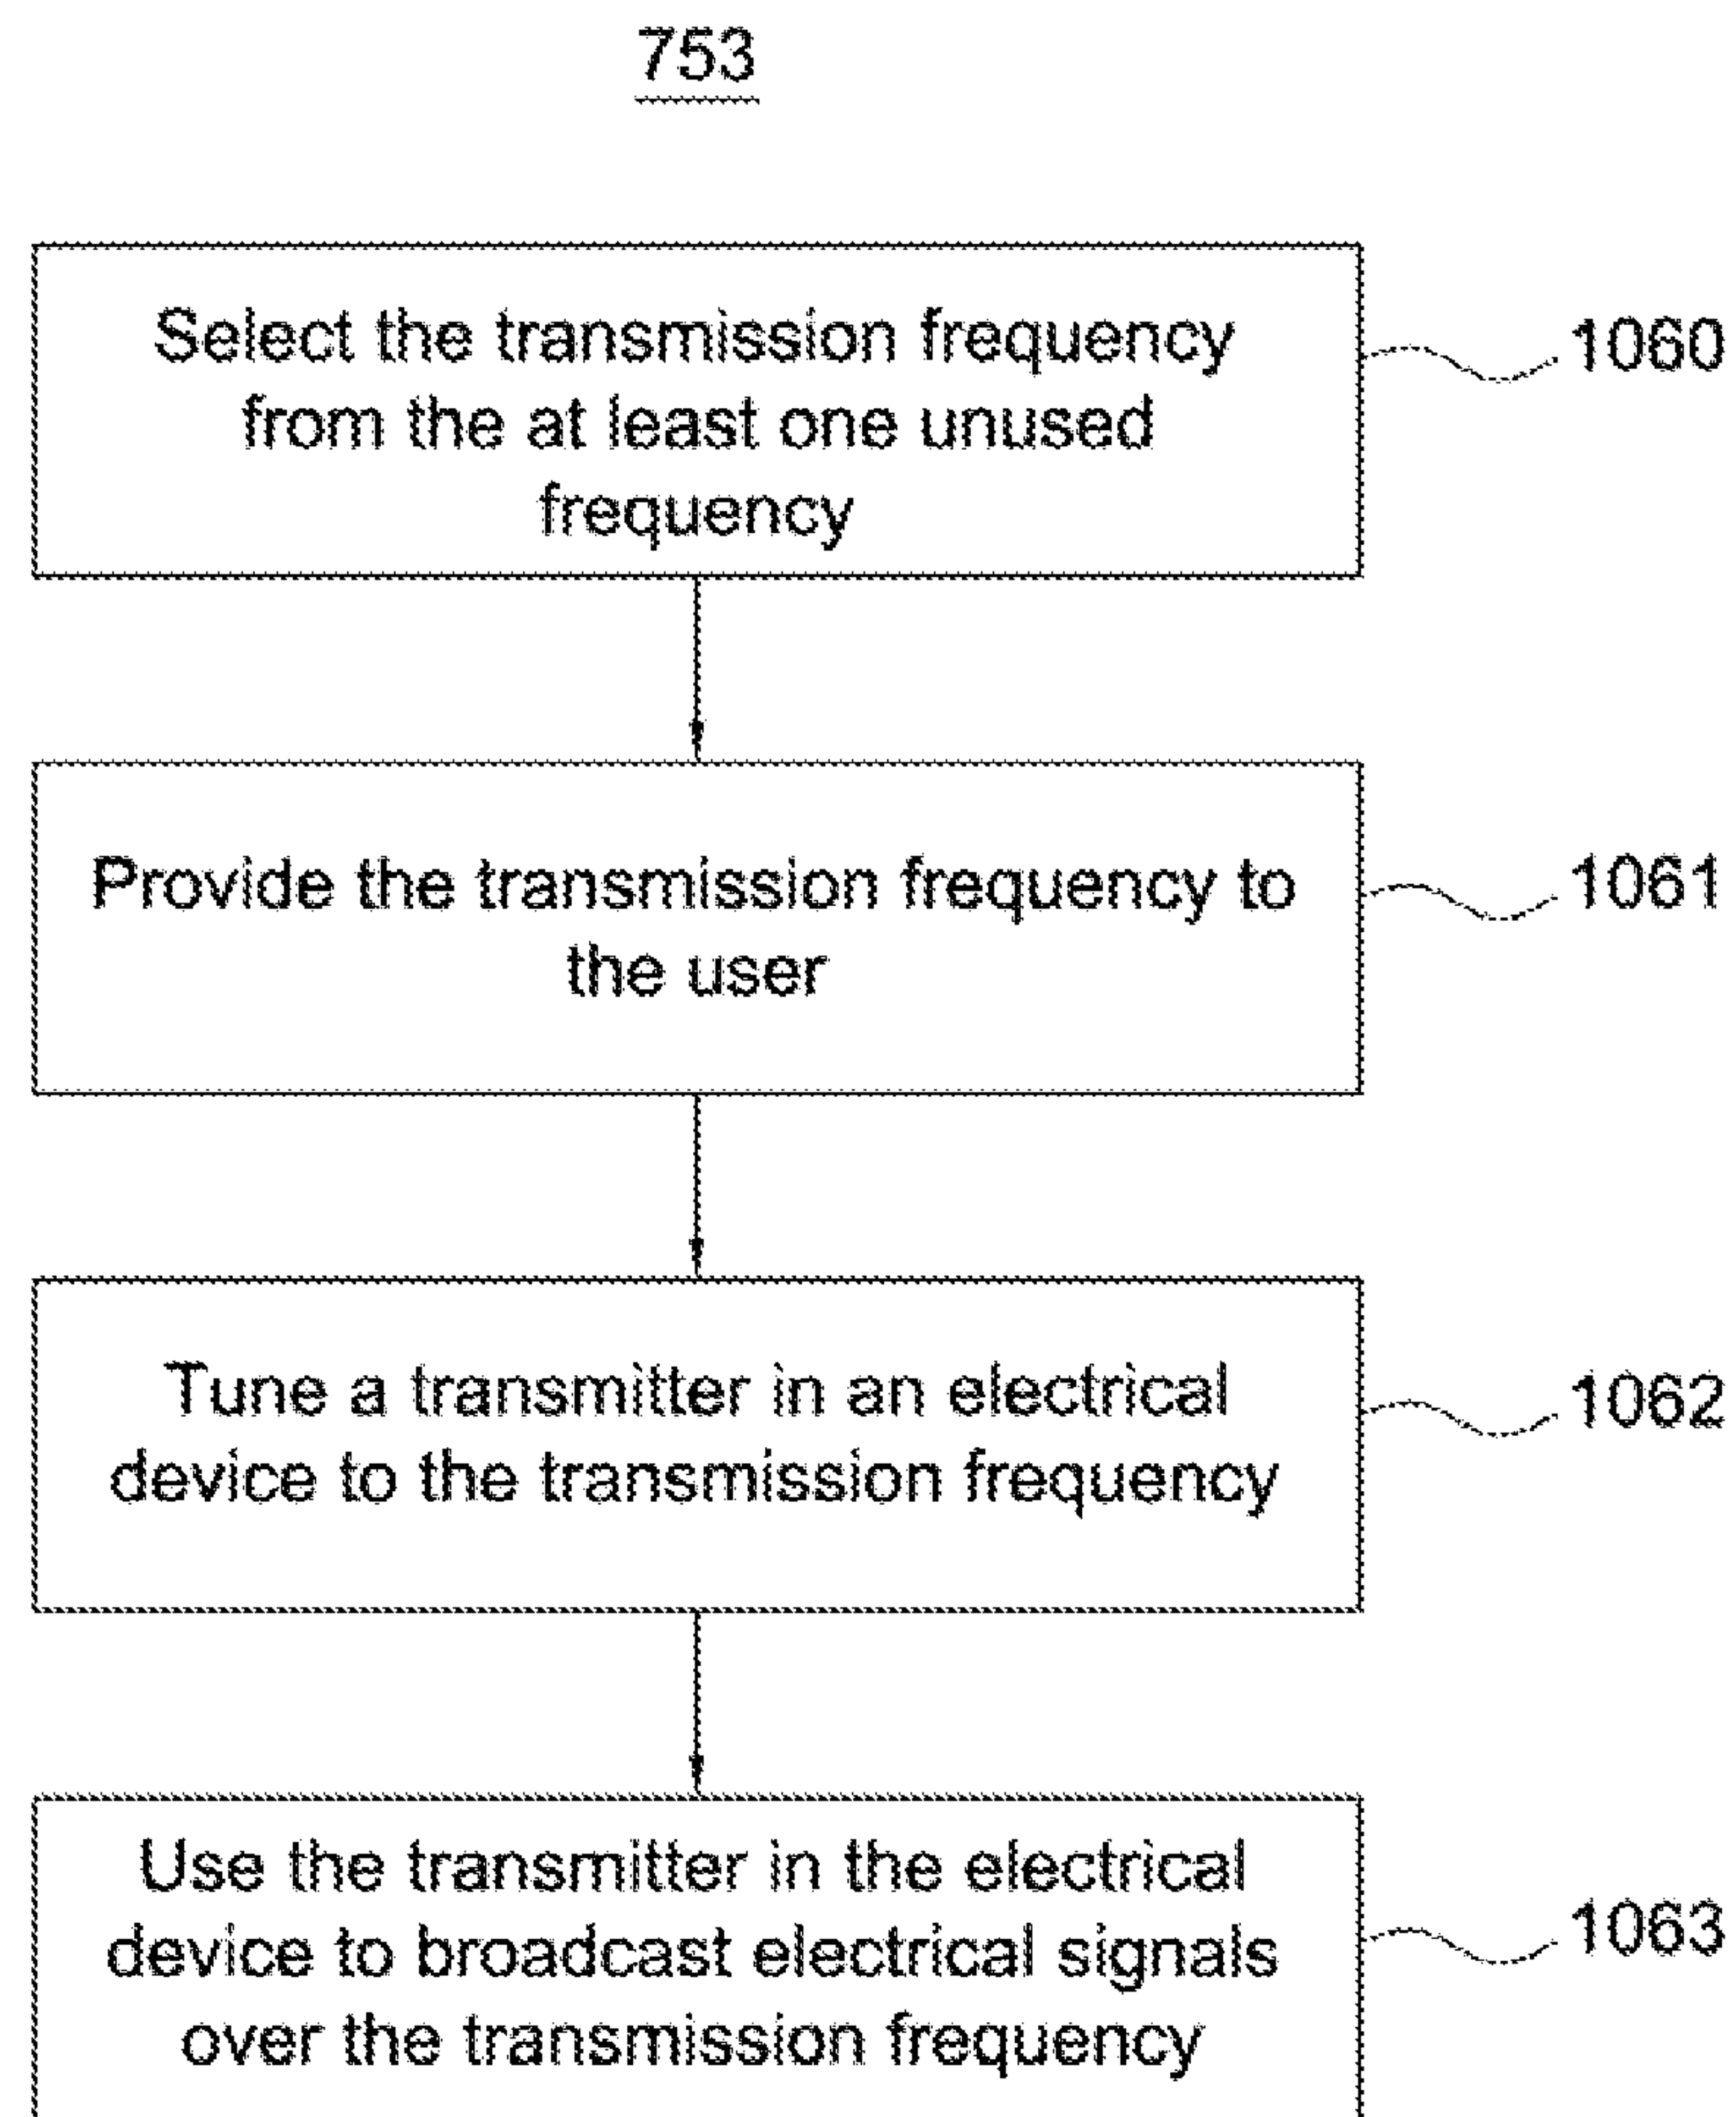 753
Select the transmission frequency
from the at least one unused
frequency
1060
Provide the transmission frequency to
the user
1061
Tune a transmitter in an electrical
device to the transmission frequency
1062
Use the transmitter in the electrical
device to broadcast electrical signals
over the transmission frequency
1063